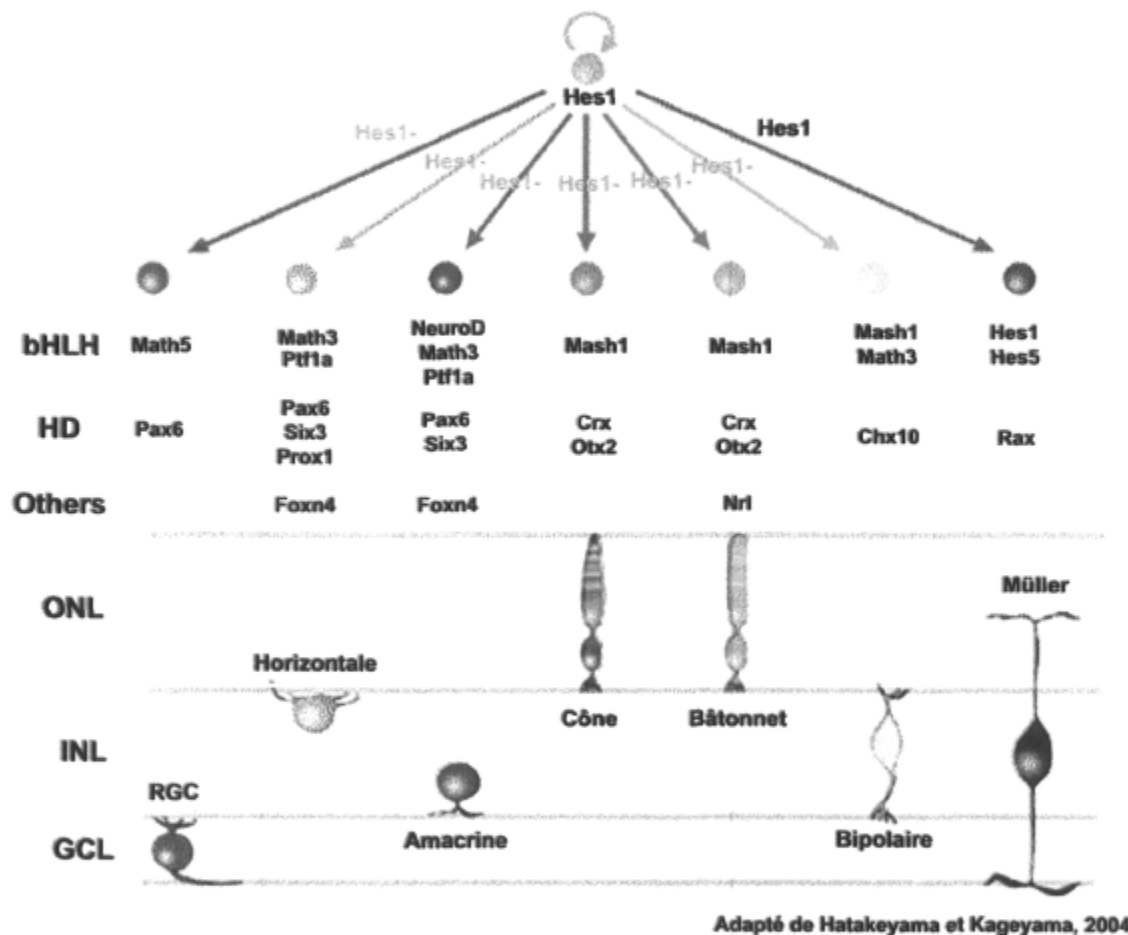 Hes1
Hes1- Hes1- Hes1- Hes1- Hes1- Hes1- Hes1
bHLH Math5 Math3 NeuroD Mash1 Mash1 Mash1 Hes1
Ptf1a Math3 Math3 Hes5
Ptf1a
HD Pax6 Pax6 Pax6 Crx Crx Chx10 Rax
Six3 Six3 Otx2 Otx2
Prox1
Others Foxn4 Foxn4 Nrl
ONL Müller
Horizontale
Cône Bâtonnet
INL
RGC
Amacrine Bipolaire
GCL
Adapté de Hatakeyama et Kageyama, 2004